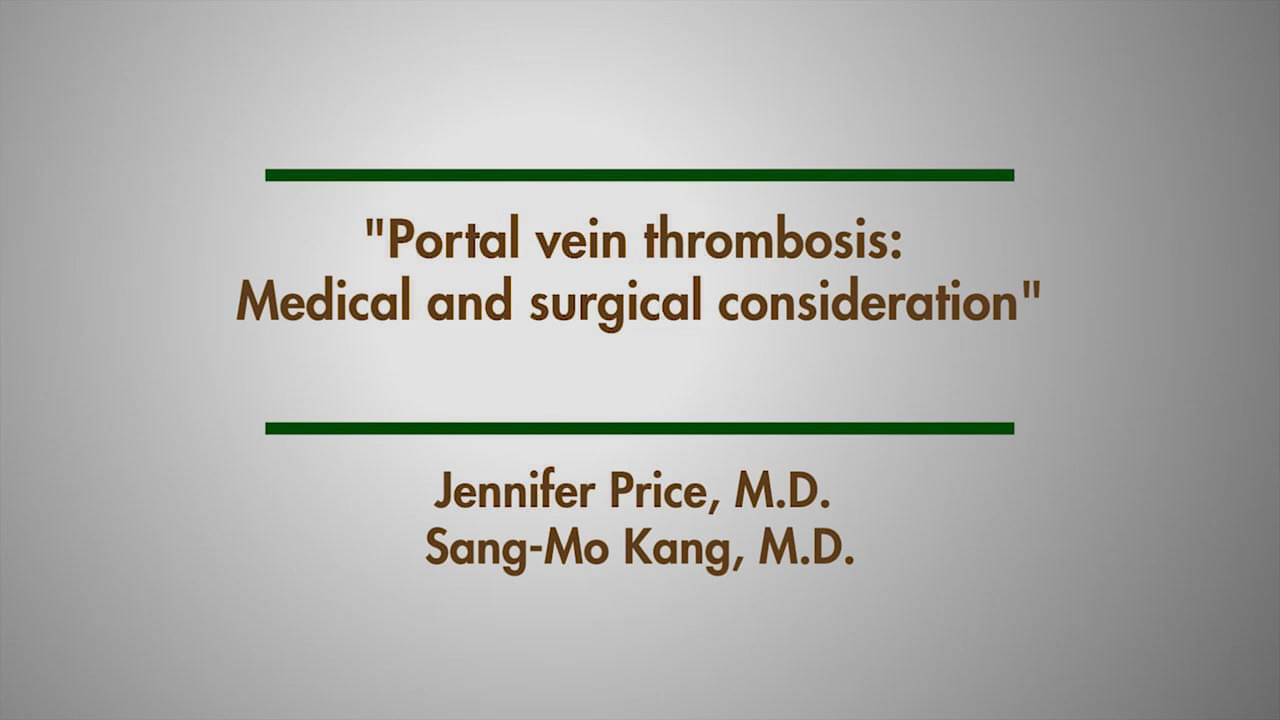 "Portal vein thrombosis:
Medical and surgical consideration"
Jennifer Price, M.D.
Sang-Mo Kang, M.D.